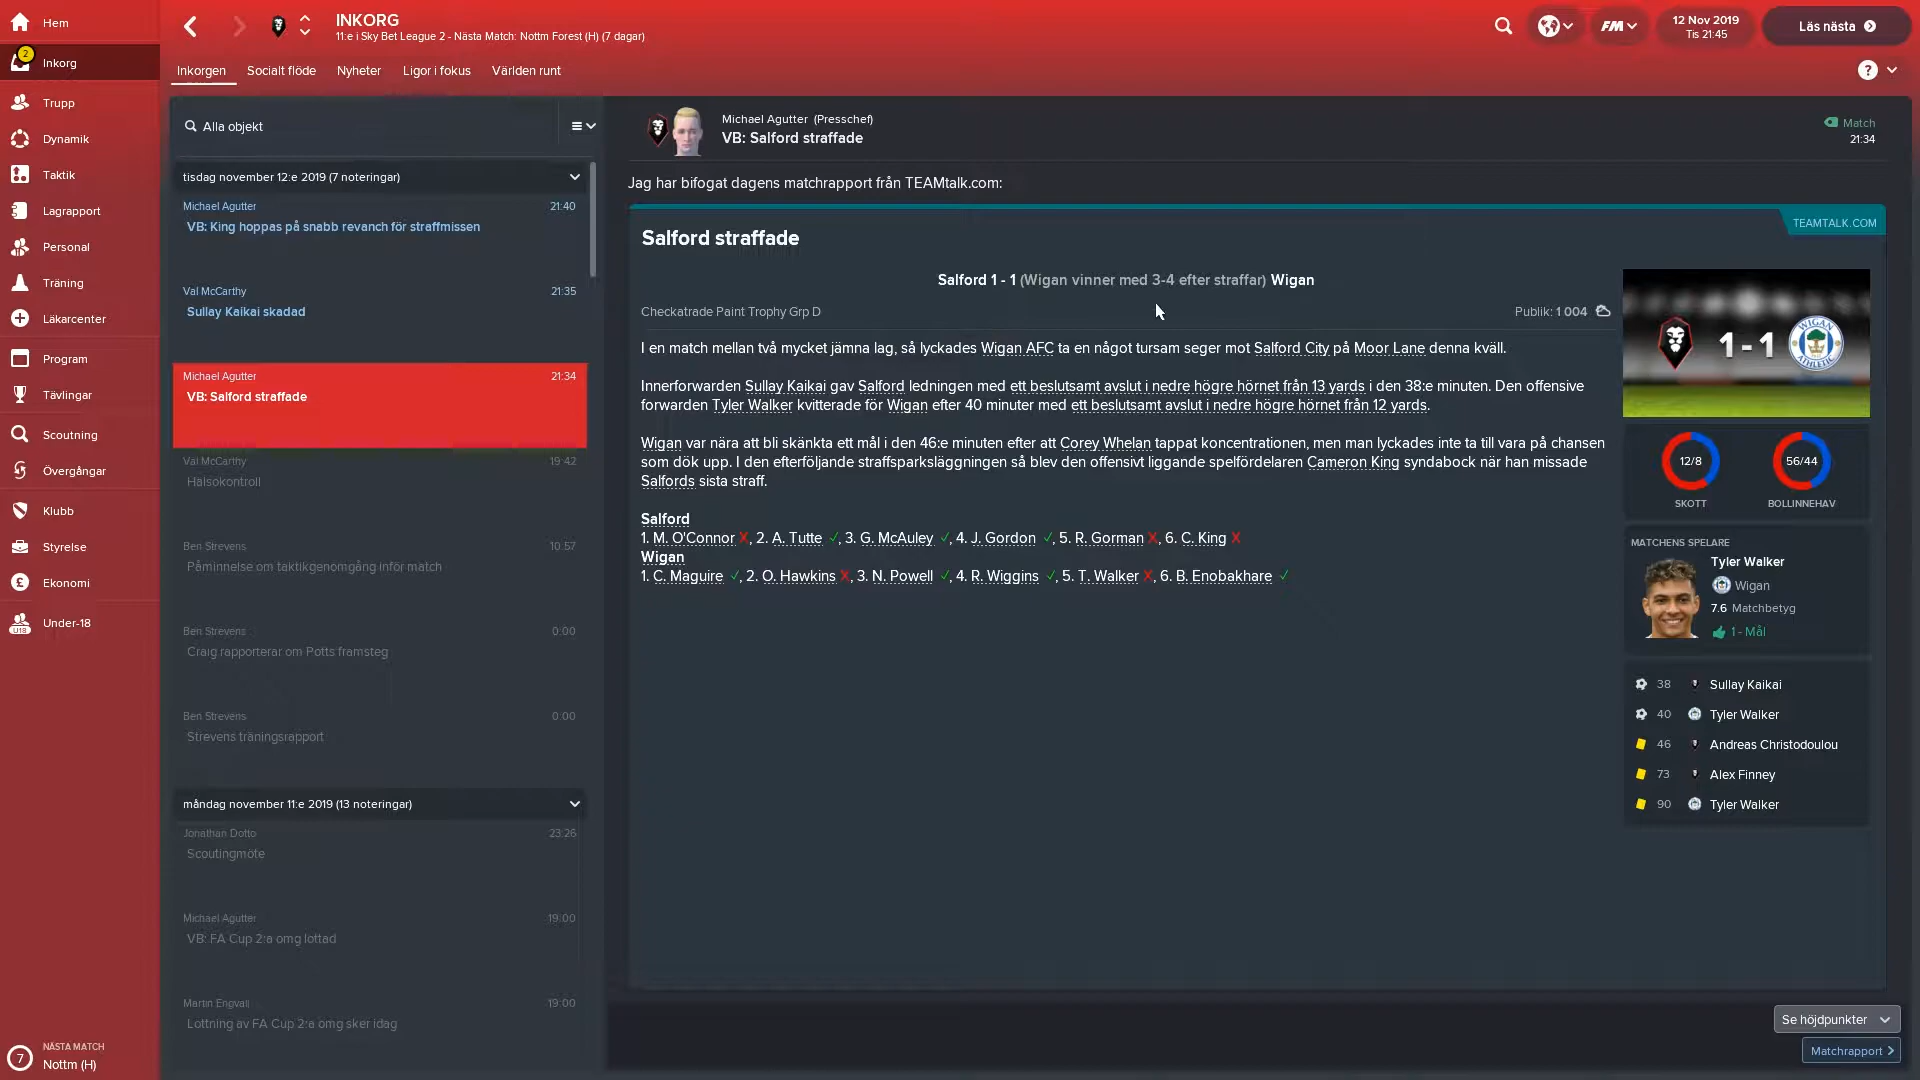 Hem
2
Inkorg
Trupp
Dynamik
Taktik
Lagrapport
Personal
Träning
Läkarcenter
Program
Tävlingar
Scoutning
Övergångar
Klubb
Styrelse
Ekonomi
U18
Under-18
7
NÄSTA MATCH
Nottm (H)
INKORG
11:e i Sky Bet League 2 - Nästa Match: Nottm Forest (H) (7 dagar)
FM
12 Nov 2019
Tis 21:45
Läs nästa
Inkorgen
Socialt flöde
Nyheter
Ligor i fokus
Världen runt
?
Alla objekt
tisdag november 12:e 2019 (7 noteringar)
Michael Agutter 21:40
VB: King hoppas på snabb revanch för straffmissen
Val McCarthy 21:35
Sullay Kaikai skadad
Michael Agutter 21:34
VB: Salford straffade
Val McCarthy 19:42
Hälsokontroll
Ben Strevens 10:57
Påminnelse om taktikgenomgång inför match
Ben Strevens 0:00
Craig rapporterar om Potts framsteg
Ben Strevens 0:00
Strevens träningsrapport
måndag november 11:e 2019 (13 noteringar)
Jonathan Dotto 23:26
Scoutingmöte
Michael Agutter 19:00
VB: FA Cup 2:a omg lottad
Martin Engvall 19:00
Lottning av FA Cup 2:a omg sker idag
Michael Agutter (Presschef)
VB: Salford straffade
Match
21:34
Jag har bifogat dagens matchrapport från TEAMtalk.com:
TEAMTALK.COM
Salford straffade
Salford 1 - 1 (Wigan vinner med 3-4 efter straffar) Wigan
Checkatrade Paint Trophy Grp D
Publik: 1 004
I en match mellan två mycket jämna lag, så lyckades Wigan AFC ta en något tursam seger mot Salford City på Moor Lane denna kväll.
Innerforwarden Sullay Kaikai gav Salford ledningen med ett beslutsamt avslut i nedre högre hörnet från 13 yards i den 38:e minuten. Den offensive
forwarden Tyler Walker kvitterade för Wigan efter 40 minuter med ett beslutsamt avslut i nedre högre hörnet från 12 yards.
Wigan var nära att bli skänkta ett mål i den 46:e minuten efter att Corey Whelan tappat koncentrationen, men man lyckades inte ta till vara på chansen
som dök upp. I den efterföljande straffsparksläggningen så blev den offensivt liggande spelfördelaren Cameron King syndabock när han missade
Salfords sista straff.
Salford
1. M. O'Connor ✗, 2. A. Tutte ✓, 3. G. McAuley ✓, 4. J. Gordon ✓, 5. R. Gorman ✗, 6. C. King ✗
Wigan
1. C. Maguire ✓, 2. O. Hawkins ✗, 3. N. Powell ✓, 4. R. Wiggins ✓, 5. T. Walker ✗, 6. B. Enobakhare ✓
1 - 1
WIGAN
ATHLETIC
12/8
SKOTT
56/44
BOLLINNEHAV
MATCHENS SPELARE
Tyler Walker
Wigan
7.6 Matchbetyg
1 - Mål
38 Sullay Kaikai
40 Tyler Walker
46 Andreas Christodoulou
73 Alex Finney
90 Tyler Walker
Se höjdpunkter
Matchrapport